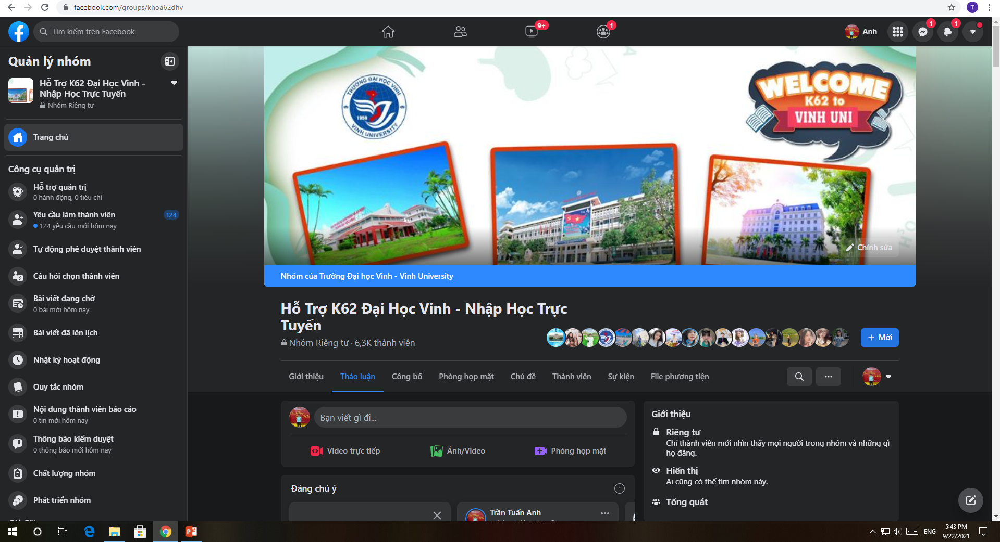 facebook.com/groups/khoa62dhv
T
Tìm kiếm trên Facebook
9+
1
Anh
1
1
Quản lý nhóm
Hỗ Trợ K62 Đại Học Vinh -
Nhập Học Trực Tuyến
Nhóm Riêng tư
Trang chủ
Công cụ quản trị
Hỗ trợ quản trị
0 hành động, 0 tiêu chí
Yêu cầu làm thành viên
124
124 yêu cầu mới hôm nay
Tự động phê duyệt thành viên
Câu hỏi chọn thành viên
Bài viết đang chờ
0 bài mới hôm nay
Bài viết đã lên lịch
Nhật ký hoạt động
Quy tắc nhóm
Nội dung thành viên báo cáo
0 tin mới hôm nay
Thông báo kiểm duyệt
0 thông báo mới hôm nay
Chất lượng nhóm
Phát triển nhóm
TRƯỜNG ĐẠI HỌC VINH
1959
VINH UNIVERSITY
WELCOME
K62 to
VINH UNI
Chỉnh sửa
Nhóm của Trường Đại học Vinh - Vinh University
Hỗ Trợ K62 Đại Học Vinh - Nhập Học Trực
Tuyến
Nhóm Riêng tư · 6,3K thành viên
+ Mời
Giới thiệu
Thảo luận
Công bố
Phòng họp mặt
Chủ đề
Thành viên
Sự kiện
File phương tiện
Bạn viết gì đi...
Video trực tiếp
Ảnh/Video
Phòng họp mặt
Đáng chú ý
Trần Tuấn Anh
Giới thiệu
Riêng tư
Chỉ thành viên mới nhìn thấy mọi người trong nhóm và những gì
họ đăng.
Hiển thị
Ai cũng có thể tìm nhóm này.
Tổng quát
ENG
5:43 PM
9/22/2021